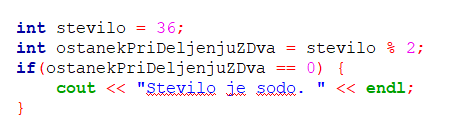 int stevilo = 36;
int ostanekPriDeljenjuZDva = stevilo % 2;
if(ostanekPriDeljenjuZDva == 0) {
    cout << "Stevilo je sodo. " << endl;
}